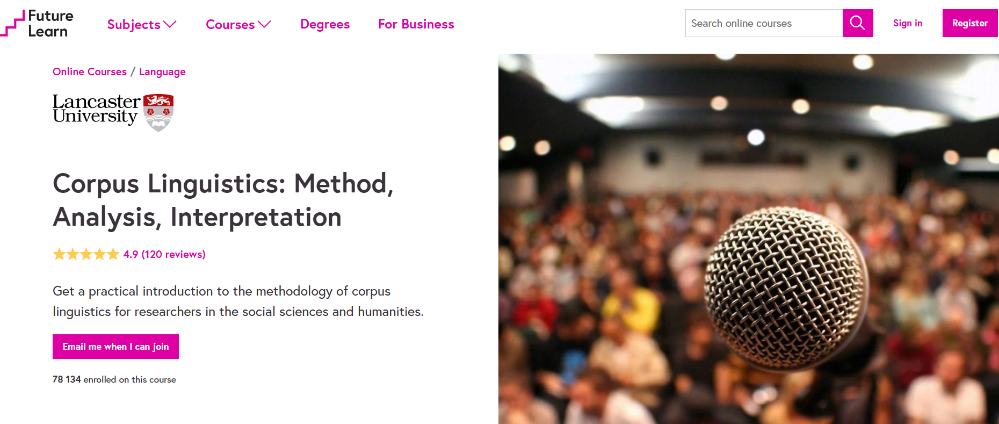 Future
Learn
Subjects
Courses
Degrees
For Business
Search online courses
Sign in
Register
Online Courses / Language
Lancaster
University
Corpus Linguistics: Method,
Analysis, Interpretation
4.9 (120 reviews)
Get a practical introduction to the methodology of corpus
linguistics for researchers in the social sciences and humanities.
Email me when I can join
78 134 enrolled on this course